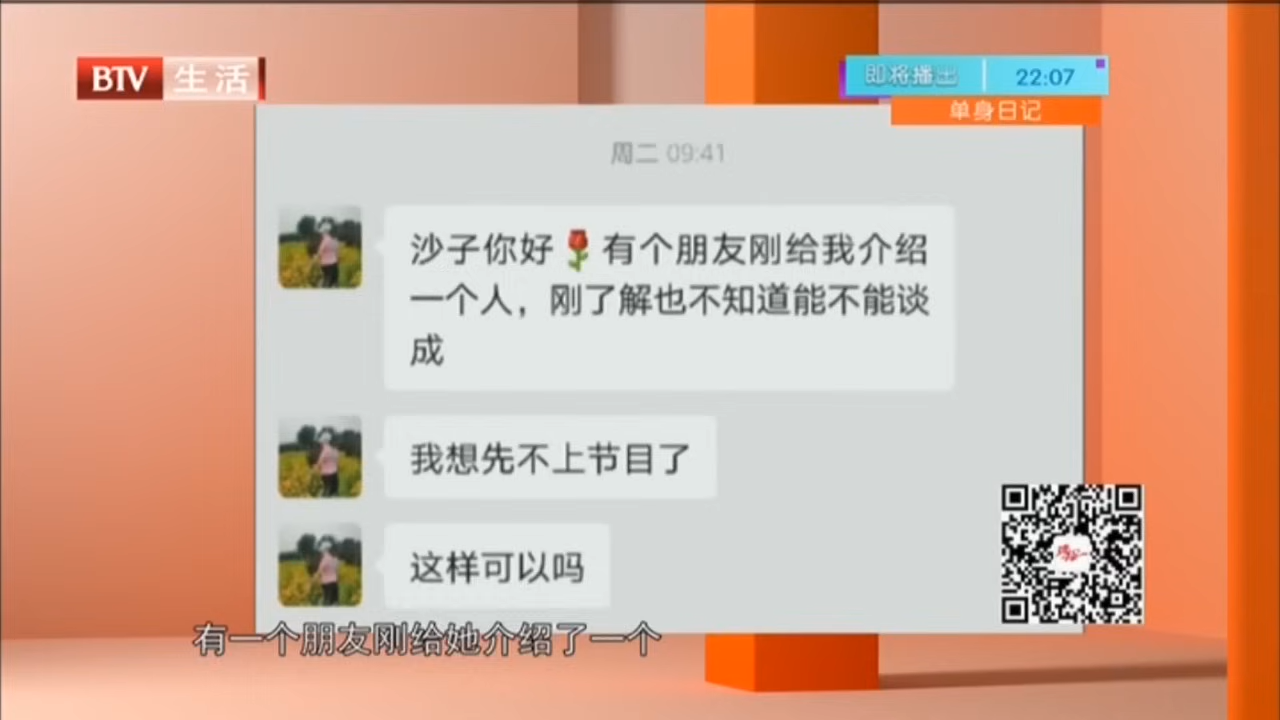 BTV 生活
即将播出 22:07
单身日记
周二 09:41
沙子你好🌹有个朋友刚给我介绍
一个人，刚了解也不知道能不能谈
成
我想先不上节目了
这样可以吗
有一个朋友刚给她介绍了一个